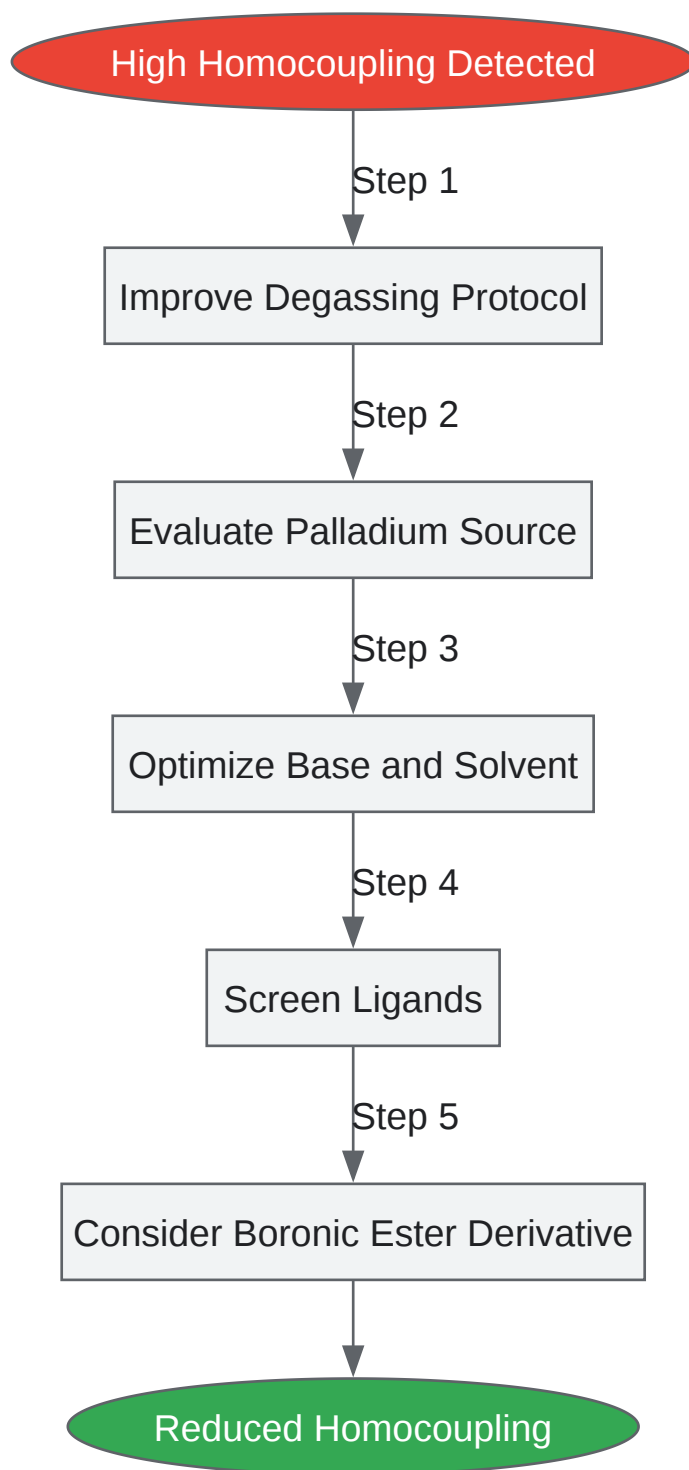 High Homocoupling Detected
Step 1
Improve Degassing Protocol
Step 2
Evaluate Palladium Source
Step 3
Optimize Base and Solvent
Step 4
Screen Ligands
Step 5
Consider Boronic Ester Derivative
Reduced Homocoupling